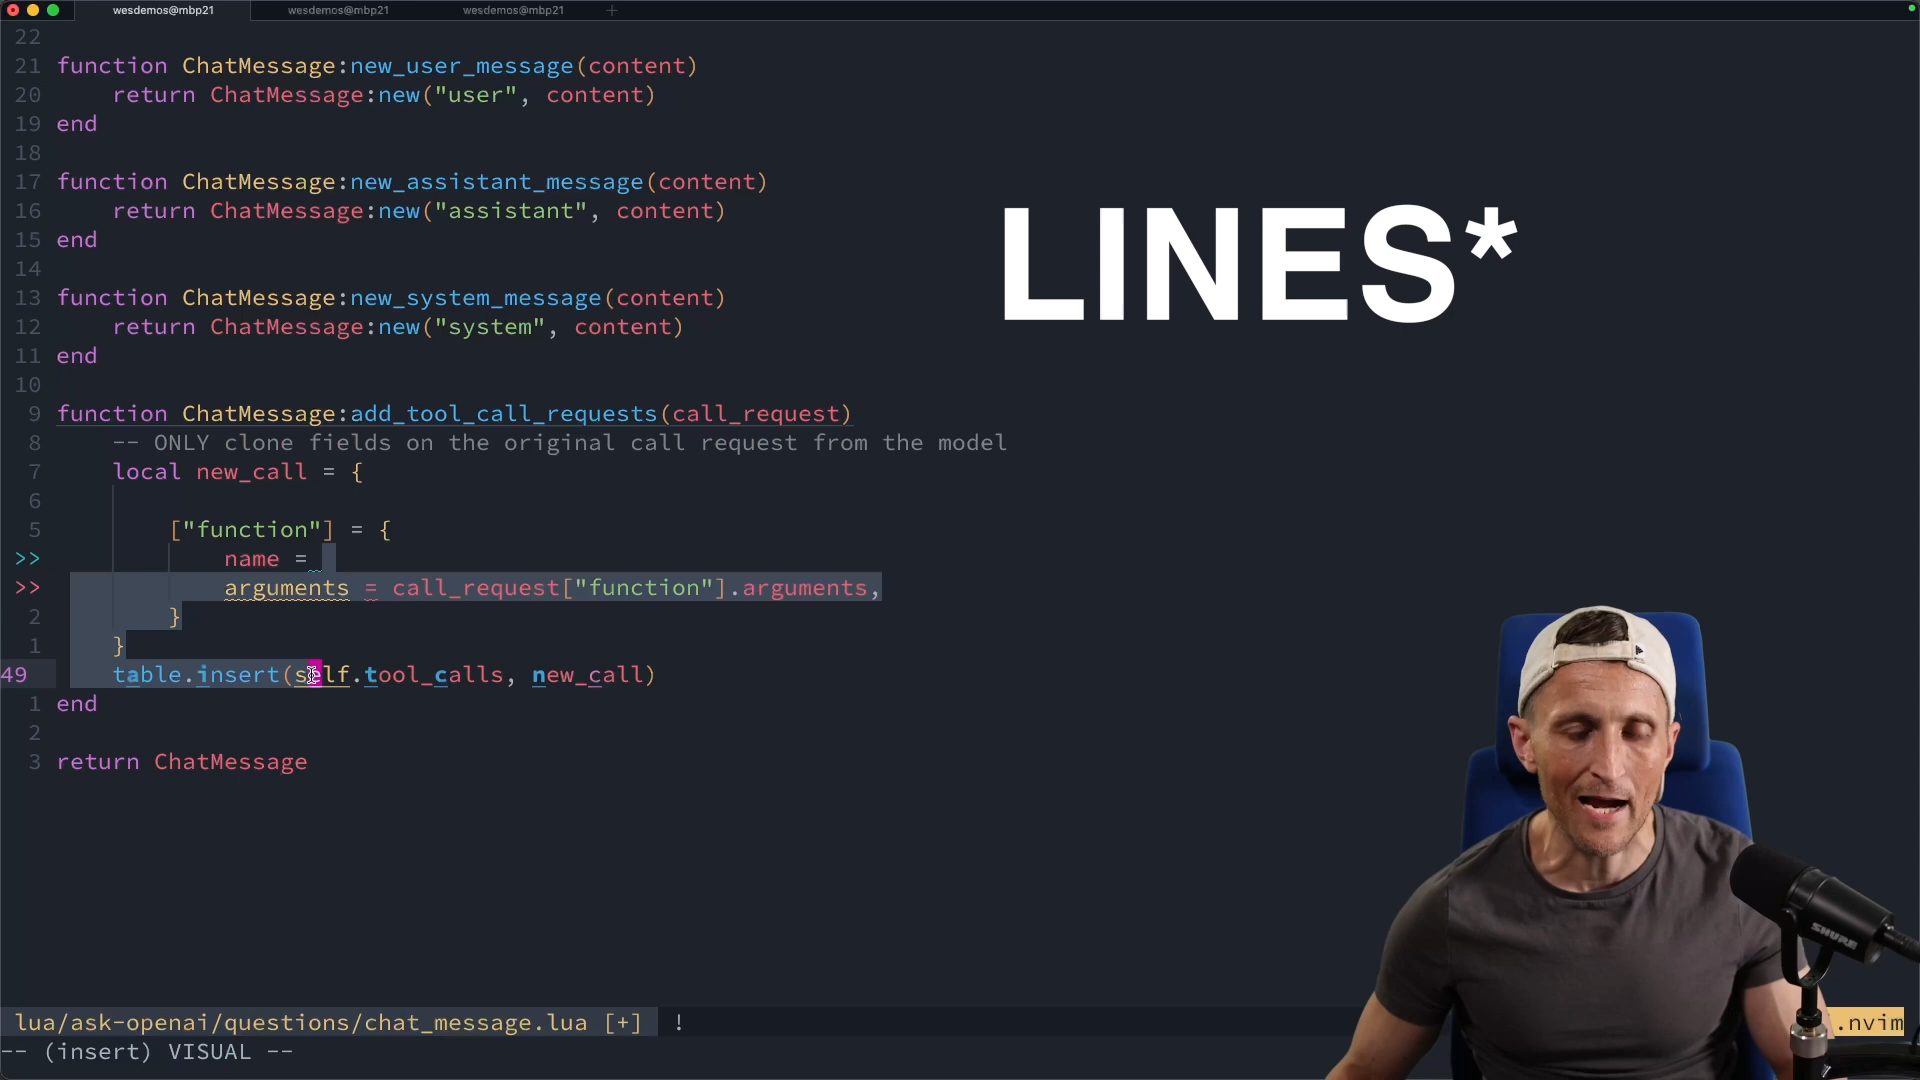 wesdemos@mbp21 wesdemos@mbp21 wesdemos@mbp21 +
22
21 function ChatMessage:new_user_message(content)
20     return ChatMessage:new("user", content)
19 end
18
17 function ChatMessage:new_assistant_message(content)
16     return ChatMessage:new("assistant", content)
15 end
14
13 function ChatMessage:new_system_message(content)
12     return ChatMessage:new("system", content)
11 end
10
9 function ChatMessage:add_tool_call_requests(call_request)
8     -- ONLY clone fields on the original call request from the model
7     local new_call = {
6
5         ["function"] = {
>>             name =
>>             arguments = call_request["function"].arguments,
2         }
1     }
49     table.insert(self.tool_calls, new_call)
1 end
2
3 return ChatMessage
LINES*
SHURE
lua/ask-openai/questions/chat_message.lua [+] ! .nvim
-- (insert) VISUAL --